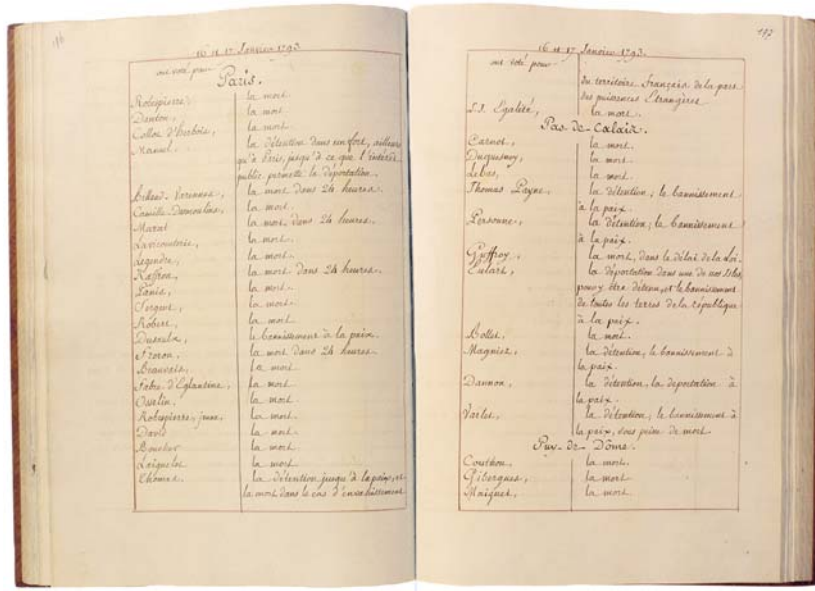 16 et 17 Janvier 1793.
ont voté pour
Paris.
Robespierre, la mort
Danton, la mort
Collot d'Herbois, la mort.
Manuel la détention dans un fort, ailleurs
qu'à Paris, jusqu'à ce que l'intérêt
public permette la déportation.
Billaud-Varennes, la mort dans 24 heures.
Camille Desmoulins, la mort.
Marat la mort, dans 24 heures.
Lavicomterie, la mort.
Legendre, la mort.
Raffron, la mort dans 24 heures.
Panis, la mort.
Sergent, la mort.
Robert, la mort.
Dusaulx, le bannissement à la paix.
Freron, la mort dans 24 heures.
Beauvais, la mort.
Fabre d'Eglantine, la mort.
Osselin, la mort.
Robespierre, jeune. la mort.
David la mort.
Boucher la mort.
Laignelot la mort.
Thomas, la détention jusqu'à la paix, et
la mort dans le cas d'envahissement
197
16 et 17 Janvier 1793.
ont voté pour
du territoire français de la part
des puissances Etrangères
Egalité, la mort.
Pas-de-Calais.
Carnot, la mort.
Duquesnoy, la mort.
Lebas, la mort.
Thomas Payne, la détention; le bannissement
à la paix.
Personne, la détention; le bannissement
à la paix.
Guffroy, la mort, dans le délai de la Loi.
Enlart, la déportation dans une de nos Isles,
pour y être détenu, et le bannissement
de toutes les terres de la république
à la paix.
Bollet, la mort.
Magniez, la détention, le bannissement à
la paix.
Daunou, la détention, la déportation à
la paix.
Varlet, la détention; le bannissement à
la paix, sous peine de mort
Puy-de-Dôme.
Couthon, la mort.
Gibergues, la mort
Maignet, la mort.